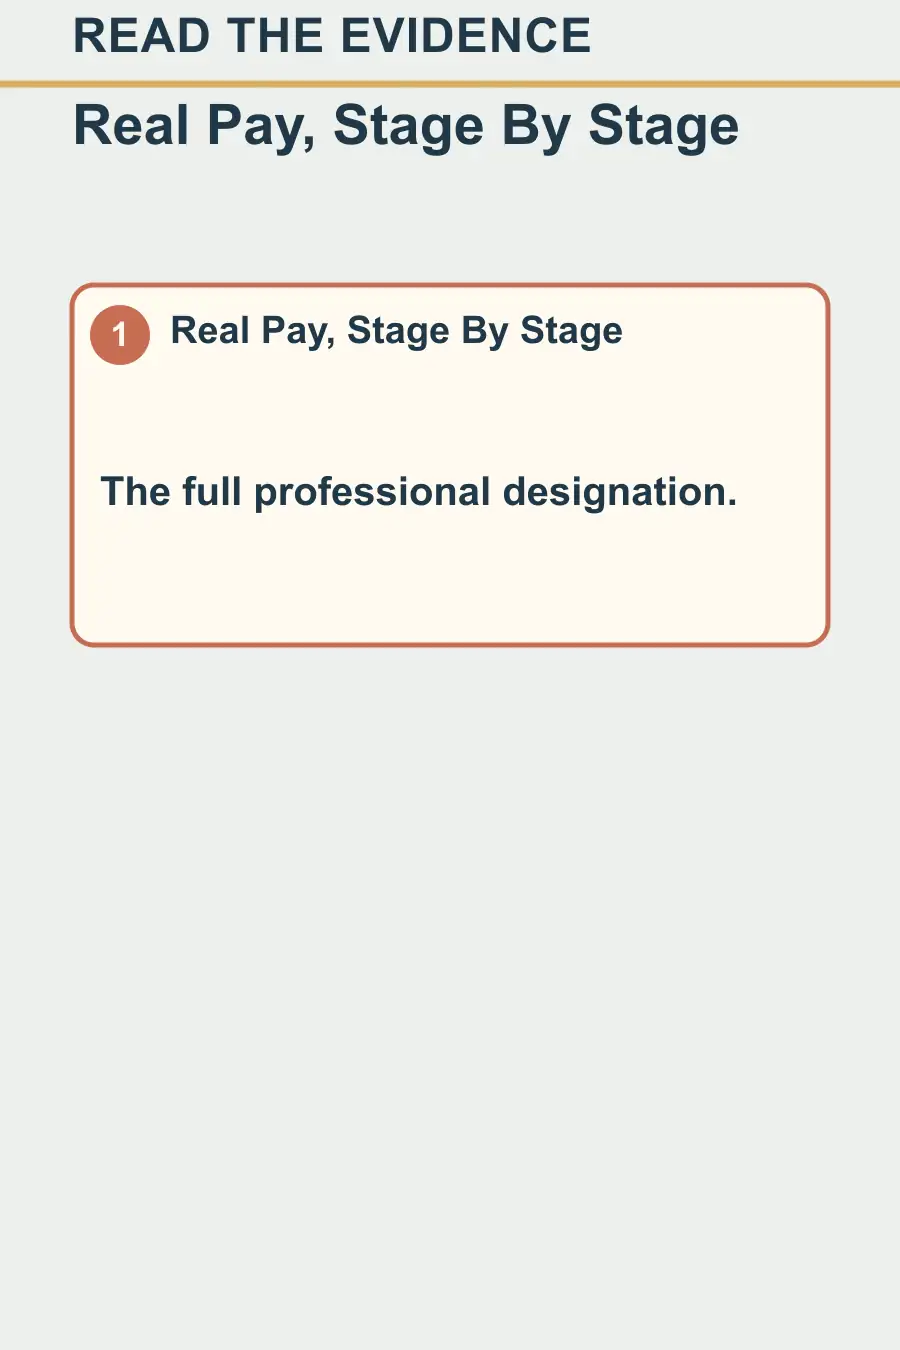 READ THE EVIDENCE
Real Pay, Stage By Stage
1 Real Pay, Stage By Stage
The full professional designation.